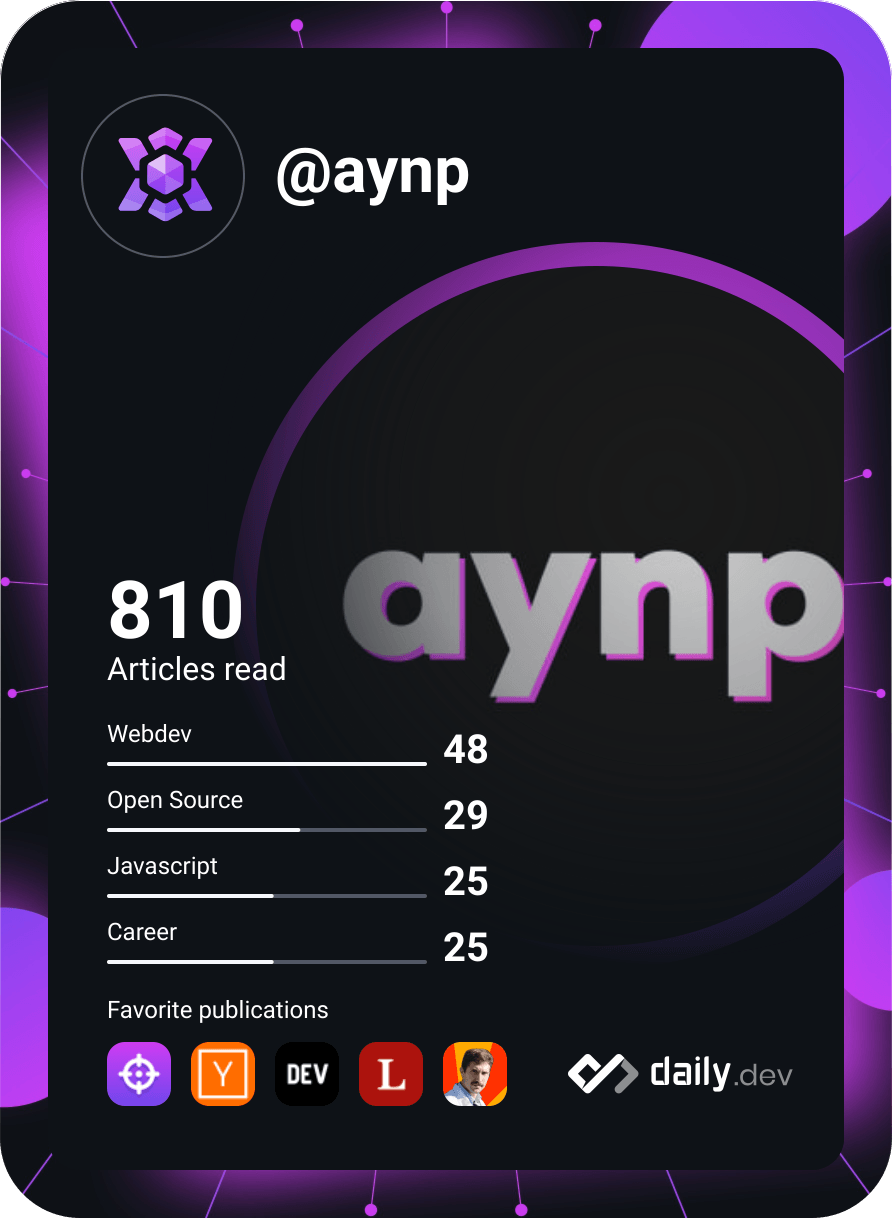 @aynp
aynp
810
Articles read
Webdev
48
Open Source
29
Javascript
25
Career
25
Favorite publications
Y
DEV
L
daily.dev